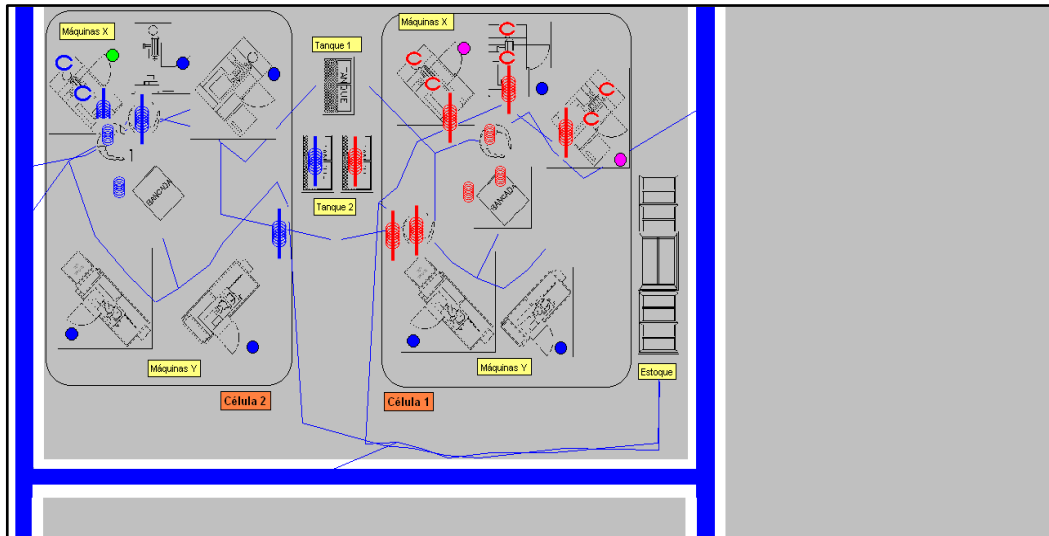 Máquinas X
Tanque 1
Máquinas X
TANQUE
Tanque 2
BANCADA
BANCADA
Máquinas Y
Máquinas Y
Estoque
Célula 2
Célula 1